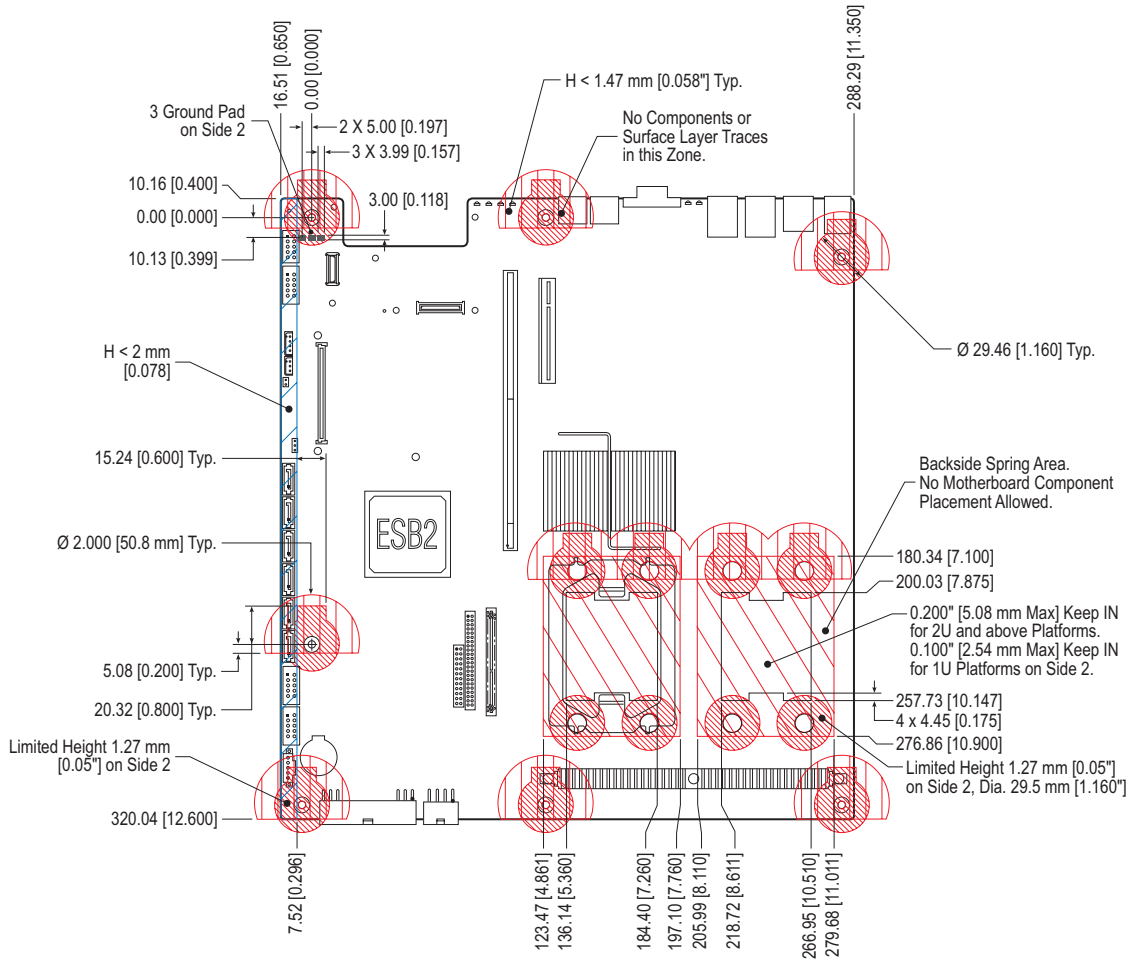 16.51 [0.650]
0.00 [0.000]
288.29 [11.350]
H < 1.47 mm [0.058"] Typ.
3 Ground Pad
on Side 2
2 X 5.00 [0.197]
3 X 3.99 [0.157]
No Components or
Surface Layer Traces
in this Zone.
10.16 [0.400]
3.00 [0.118]
0.00 [0.000]
10.13 [0.399]
H < 2 mm
[0.078]
Ø 29.46 [1.160] Typ.
15.24 [0.600] Typ.
Backside Spring Area.
No Motherboard Component
Placement Allowed.
ESB2
Ø 2.000 [50.8 mm] Typ.
180.34 [7.100]
200.03 [7.875]
0.200" [5.08 mm Max] Keep IN
for 2U and above Platforms.
0.100" [2.54 mm Max] Keep IN
for 1U Platforms on Side 2.
5.08 [0.200] Typ.
20.32 [0.800] Typ.
257.73 [10.147]
4 x 4.45 [0.175]
276.86 [10.900]
Limited Height 1.27 mm
[0.05"] on Side 2
Limited Height 1.27 mm [0.05"]
on Side 2, Dia. 29.5 mm [1.160"]
320.04 [12.600]
7.52 [0.296]
123.47 [4.861]
136.14 [5.360]
184.40 [7.260]
197.10 [7.760]
205.99 [8.110]
218.72 [8.611]
266.95 [10.510]
279.68 [11.011]